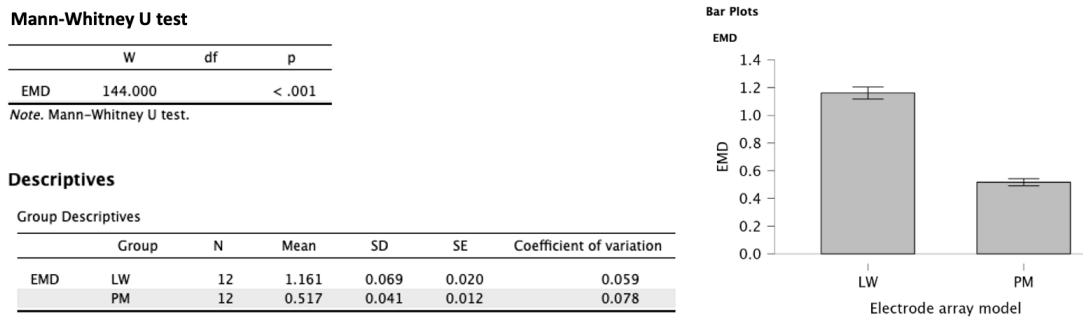 Mann-Whitney U test
W df p
EMD 144.000 < .001
Note. Mann-Whitney U test.
Descriptives
Group Descriptives
Group N Mean SD SE Coefficient of variation
EMD LW 12 1.161 0.069 0.020 0.059
PM 12 0.517 0.041 0.012 0.078
Bar Plots
EMD
1.4
1.2
1.0
0.8
0.6
0.4
0.2
0.0
EMD
LW PM
Electrode array model